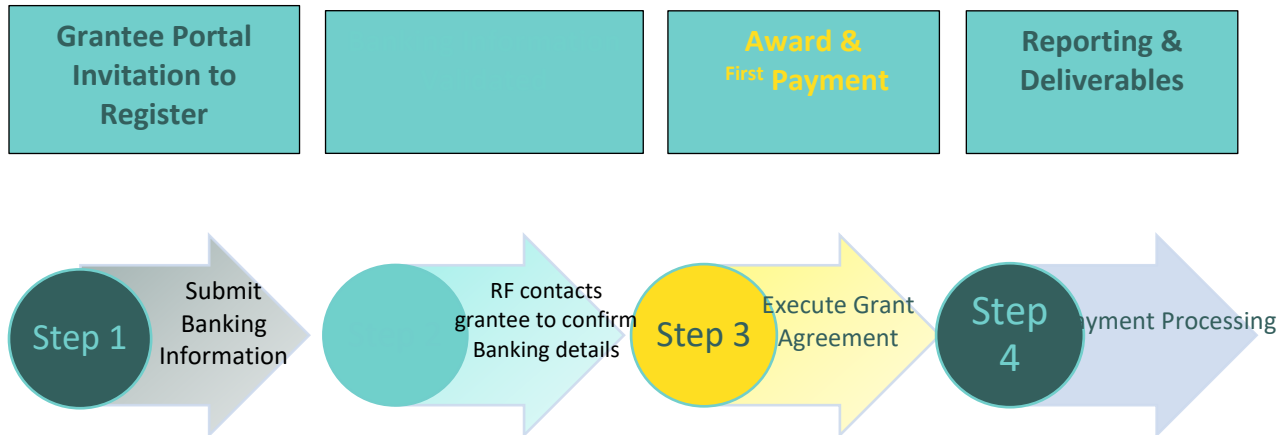 Grantee Portal
Invitation to
Register
Award &
First Payment
Reporting &
Deliverables
Step 1
Submit
Banking
Information
RF contacts
grantee to confirm
Banking details
Step 3
Execute Grant
Agreement
Step
4
ayment Processing